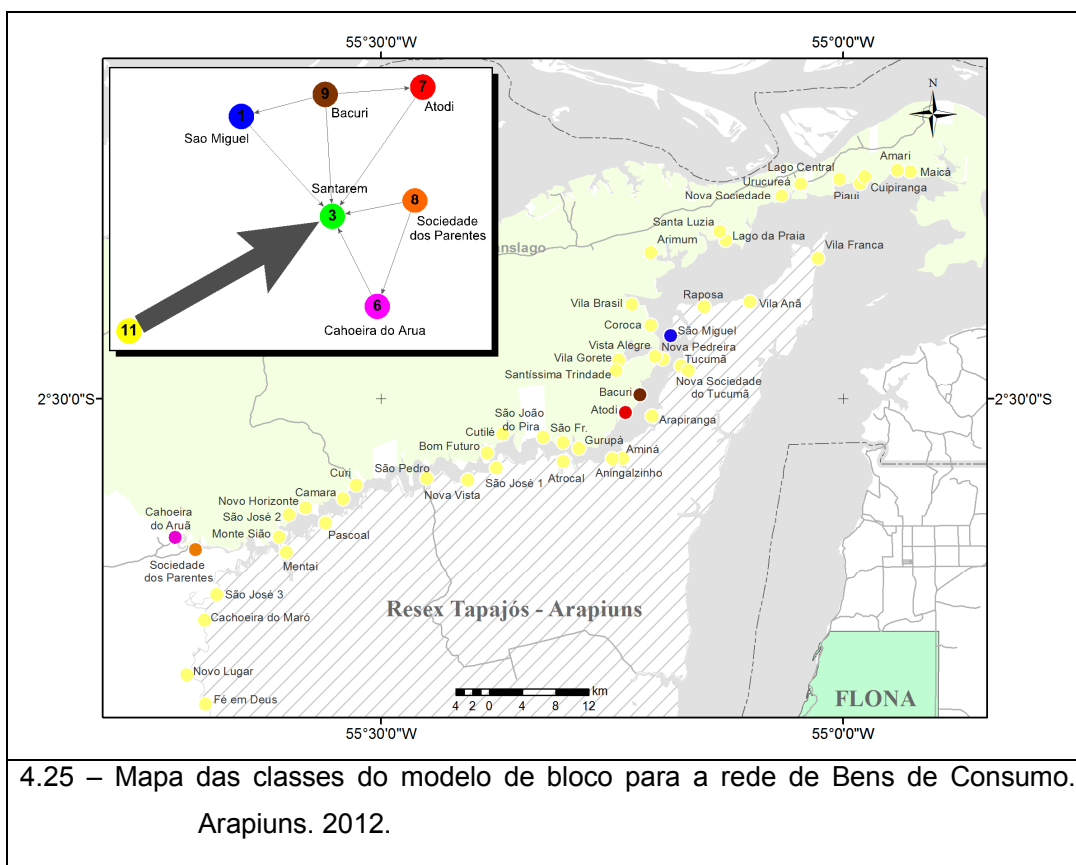 55°30'0"W
55°0'0"W
9
Bacuri
7
Atodi
1
Sao Miguel
Santarem
3
8
Sociedade
dos Parentes
6
Cahoeira do Arua
11
N
Lago Central
Amari
Urucureá
Maicá
Nova Sociedade
Piaui
Cuipiranga
Santa Luzia
Lago da Praia
Arimum
Vila Franca
anslago
Vila Brasil
Raposa
Vila Anã
Coroca
São Miguel
Vista Alegre
Nova Pedreira
Vila Gorete
Tucumã
Santíssima Trindade
Nova Sociedade
do Tucumã
2°30'0"S
2°30'0"S
Bacuri
Atodi
Arapiranga
São João
do Pira
São Fr.
Cutilé
Gurupá
Bom Futuro
Aminá
Aningalzinho
Atrocal
São José 1
São Pedro
Nova Vista
Curi
Camara
Novo Horizonte
São José 2
Pascoal
Cahoeira
do Aruã
Monte Sião
Sociedade
dos Parentes
Mentai
São José 3
Cachoeira do Maró
Resex Tapajós - Arapiuns
Novo Lugar
Fé em Deus
km
4 2 0 4 8 12
FLONA
55°30'0"W
55°0'0"W
4.25 – Mapa das classes do modelo de bloco para a rede de Bens de Consumo.
Arapiuns. 2012.